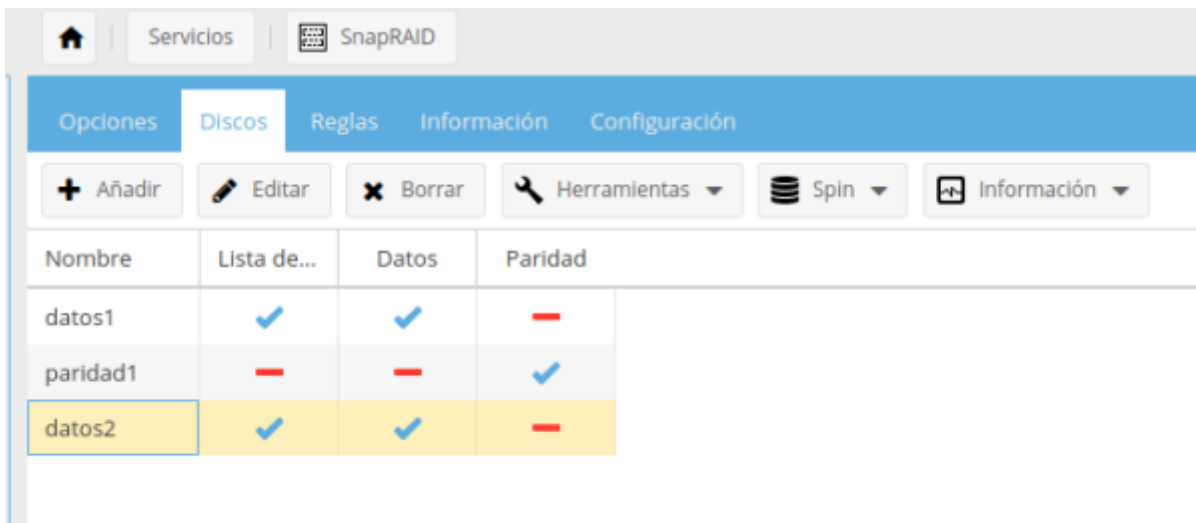 Servicios SnapRAID
Opciones Discos Reglas Información Configuración
Añadir Editar Borrar Herramientas Spin Información
Nombre Lista de... Datos Paridad
datos1
paridad1
datos2